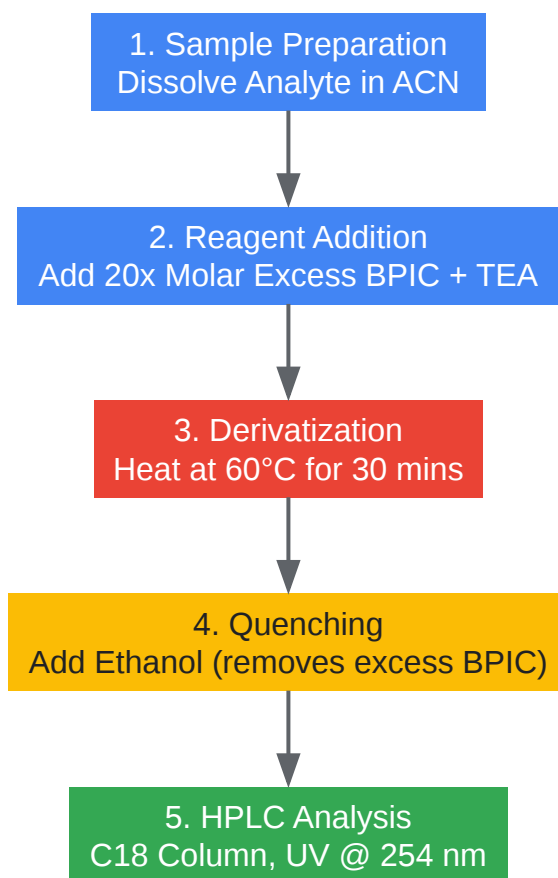 1. Sample Preparation
Dissolve Analyte in ACN
2. Reagent Addition
Add 20x Molar Excess BPIC + TEA
3. Derivatization
Heat at 60°C for 30 mins
4. Quenching
Add Ethanol (removes excess BPIC)
5. HPLC Analysis
C18 Column, UV @ 254 nm